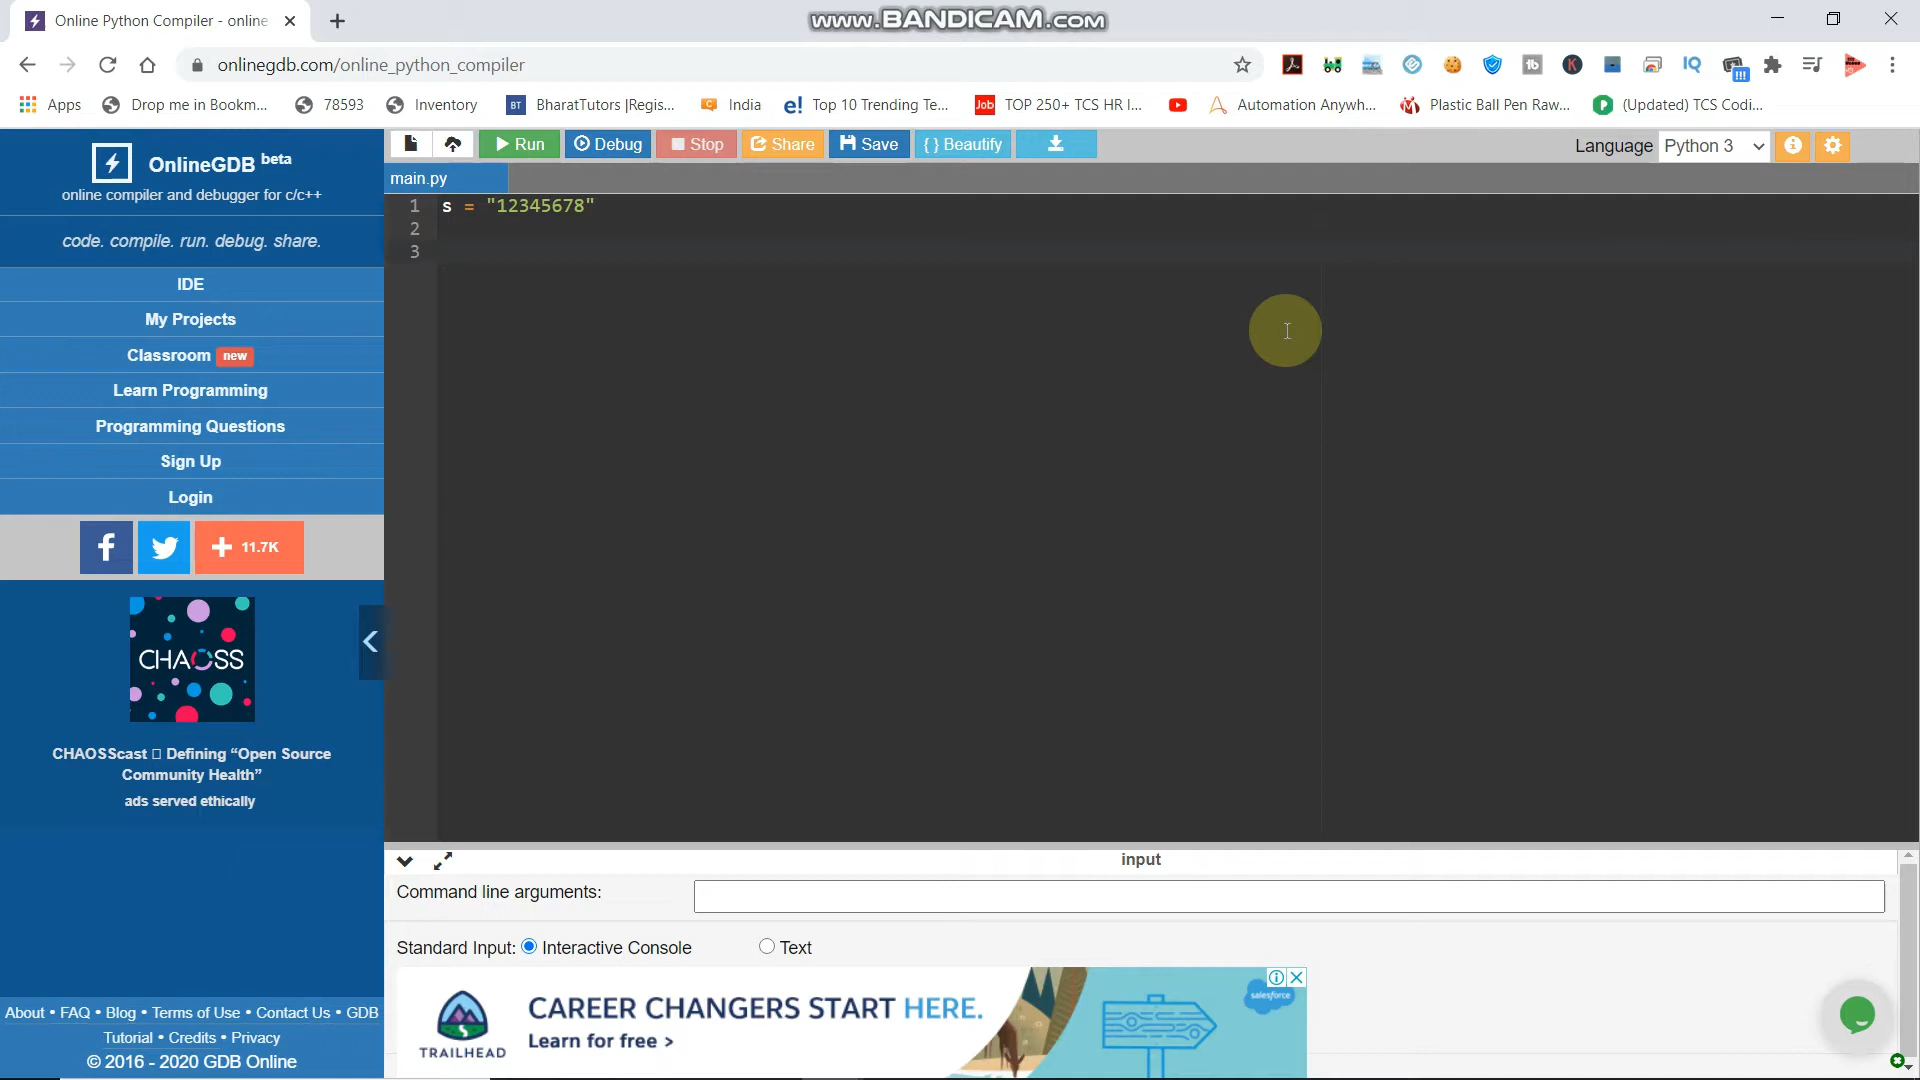 Online Python Compiler - online
www.BANDICAM.com
onlinegdb.com/online_python_compiler
Apps
Drop me in Bookm...
78593
Inventory
BT
BharatTutors |Regis...
India
e!
Top 10 Trending Te...
Job
TOP 250+ TCS HR I...
Automation Anywh...
Plastic Ball Pen Raw...
(Updated) TCS Codi...
OnlineGDB beta
online compiler and debugger for c/c++
code. compile. run. debug. share.
IDE
My Projects
Classroom new
Learn Programming
Programming Questions
Sign Up
Login
+ 11.7K
CHAOSS
CHAOSScast ▯ Defining “Open Source
Community Health”
ads served ethically
About • FAQ • Blog • Terms of Use • Contact Us • GDB
Tutorial • Credits • Privacy
© 2016 - 2020 GDB Online
Run
Debug
Stop
Share
Save
{ } Beautify
Language Python 3
main.py
1 s = "12345678"
2
3
input
Command line arguments:
Standard Input: Interactive Console Text
TRAILHEAD
CAREER CHANGERS START HERE.
Learn for free >
salesforce